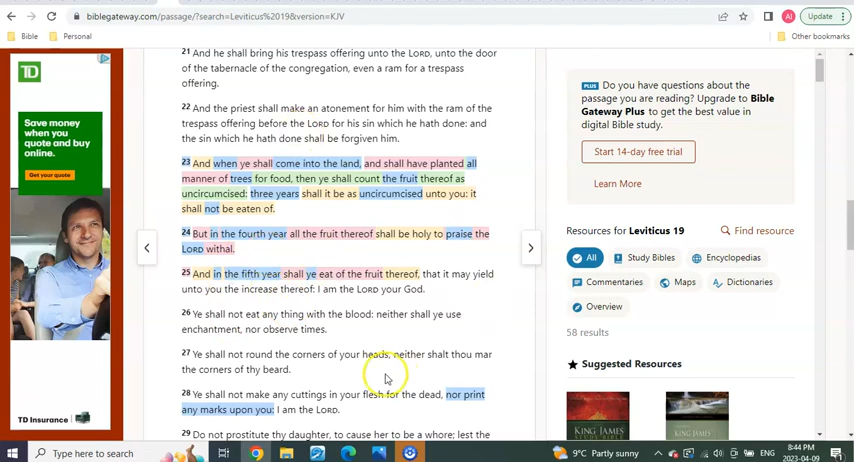 biblegateway.com/passage/?search=Leviticus%2019&version=KJV
AI
Update
Bible
Personal
Other bookmarks
TD
Save money
when you
quote and buy
online.
Get your quote
TD Insurance
21 And he shall bring his trespass offering unto the LORD, unto the door
of the tabernacle of the congregation, even a ram for a trespass
offering.
22 And the priest shall make an atonement for him with the ram of the
trespass offering before the LORD for his sin which he hath done: and
the sin which he hath done shall be forgiven him.
23 And when ye shall come into the land, and shall have planted all
manner of trees for food, then ye shall count the fruit thereof as
uncircumcised: three years shall it be as uncircumcised unto you: it
shall not be eaten of.
24 But in the fourth year all the fruit thereof shall be holy to praise the
LORD withal.
25 And in the fifth year shall ye eat of the fruit thereof, that it may yield
unto you the increase thereof: I am the LORD your God.
26 Ye shall not eat any thing with the blood: neither shall ye use
enchantment, nor observe times.
27 Ye shall not round the corners of your heads, neither shalt thou mar
the corners of thy beard.
28 Ye shall not make any cuttings in your flesh for the dead, nor print
any marks upon you: I am the LORD.
29 Do not prostitute thy daughter, to cause her to be a whore; lest the
PLUS Do you have questions about the
passage you are reading? Upgrade to Bible
Gateway Plus to get the best value in
digital Bible study.
Start 14-day free trial
Learn More
Resources for Leviticus 19
Find resource
All
Study Bibles
Encyclopedias
Commentaries
Maps
Dictionaries
Overview
58 results
Suggested Resources
KING JAMES
KING JAMES
Type here to search
9°C Partly sunny
8:44 PM
2023-04-09